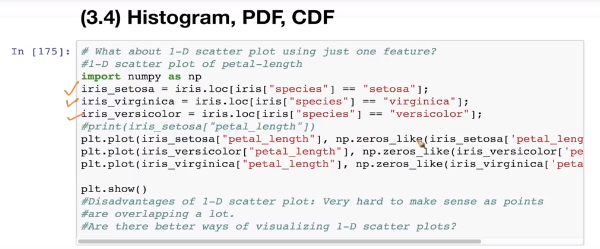 (3.4) Histogram, PDF, CDF
In [175]: # What about 1-D scatter plot using just one feature?
#1-D scatter plot of petal-length
import numpy as np
iris_setosa = iris.loc[iris["species"] == "setosa"];
iris_virginica = iris.loc[iris["species"] == "virginica"];
iris_versicolor = iris.loc[iris["species"] == "versicolor"];
#print(iris_setosa["petal_length"])
plt.plot(iris_setosa["petal_length"], np.zeros_like(iris_setosa['petal_leng
plt.plot(iris_versicolor["petal_length"], np.zeros_like(iris_versicolor['pe
plt.plot(iris_virginica["petal_length"], np.zeros_like(iris_virginica['peta
plt.show()
#Disadvantages of 1-D scatter plot: Very hard to make sense as points
#are overlapping a lot.
#Are there better ways of visualizing 1-D scatter plots?